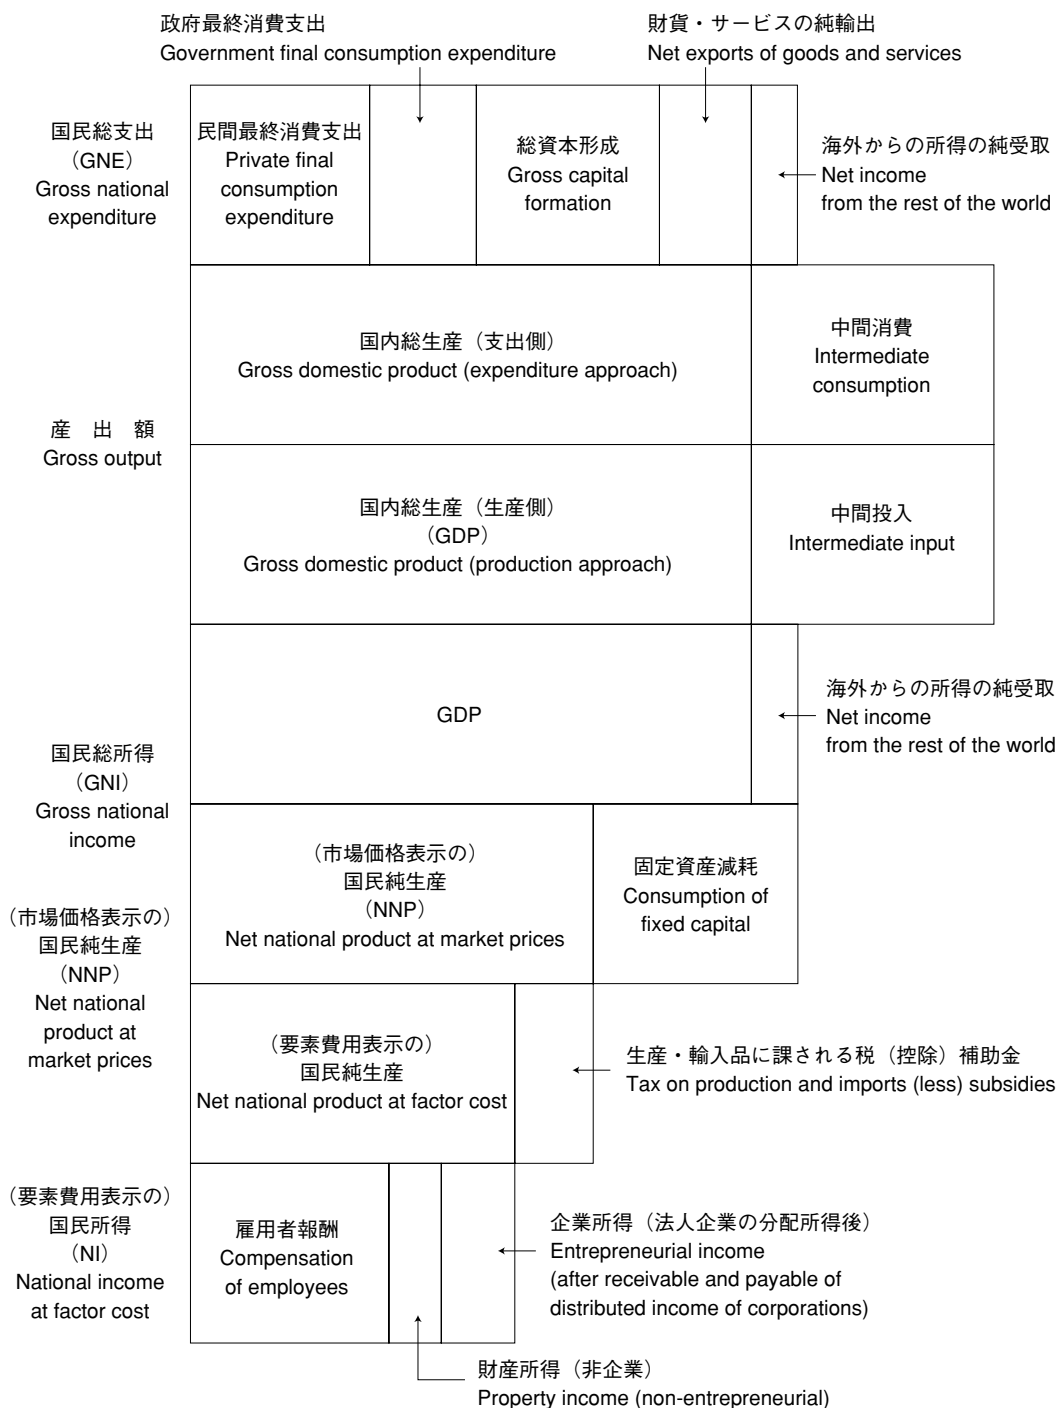 政府最終消費支出
Government final consumption expenditure
財貨・サービスの純輸出
Net exports of goods and services
国民総支出
（GNE）
Gross national
expenditure
民間最終消費支出
Private final
consumption
expenditure
総資本形成
Gross capital
formation
海外からの所得の純受取
Net income
from the rest of the world
国内総生産（支出側）
Gross domestic product (expenditure approach)
中間消費
Intermediate
consumption
産　出　額
Gross output
国内総生産（生産側）
（GDP）
Gross domestic product (production approach)
中間投入
Intermediate input
GDP
海外からの所得の純受取
Net income
from the rest of the world
国民総所得
（GNI）
Gross national
income
（市場価格表示の）
国民純生産
（NNP）
Net national product at market prices
固定資産減耗
Consumption of
fixed capital
（市場価格表示の）
国民純生産
（NNP）
Net national
product at
market prices
（要素費用表示の）
国民純生産
Net national product at factor cost
生産・輸入品に課される税（控除）補助金
Tax on production and imports (less) subsidies
（要素費用表示の）
国民所得
（NI）
National income
at factor cost
雇用者報酬
Compensation
of employees
企業所得（法人企業の分配所得後）
Entrepreneurial income
(after receivable and payable of
distributed income of corporations)
財産所得（非企業）
Property income (non-entrepreneurial)